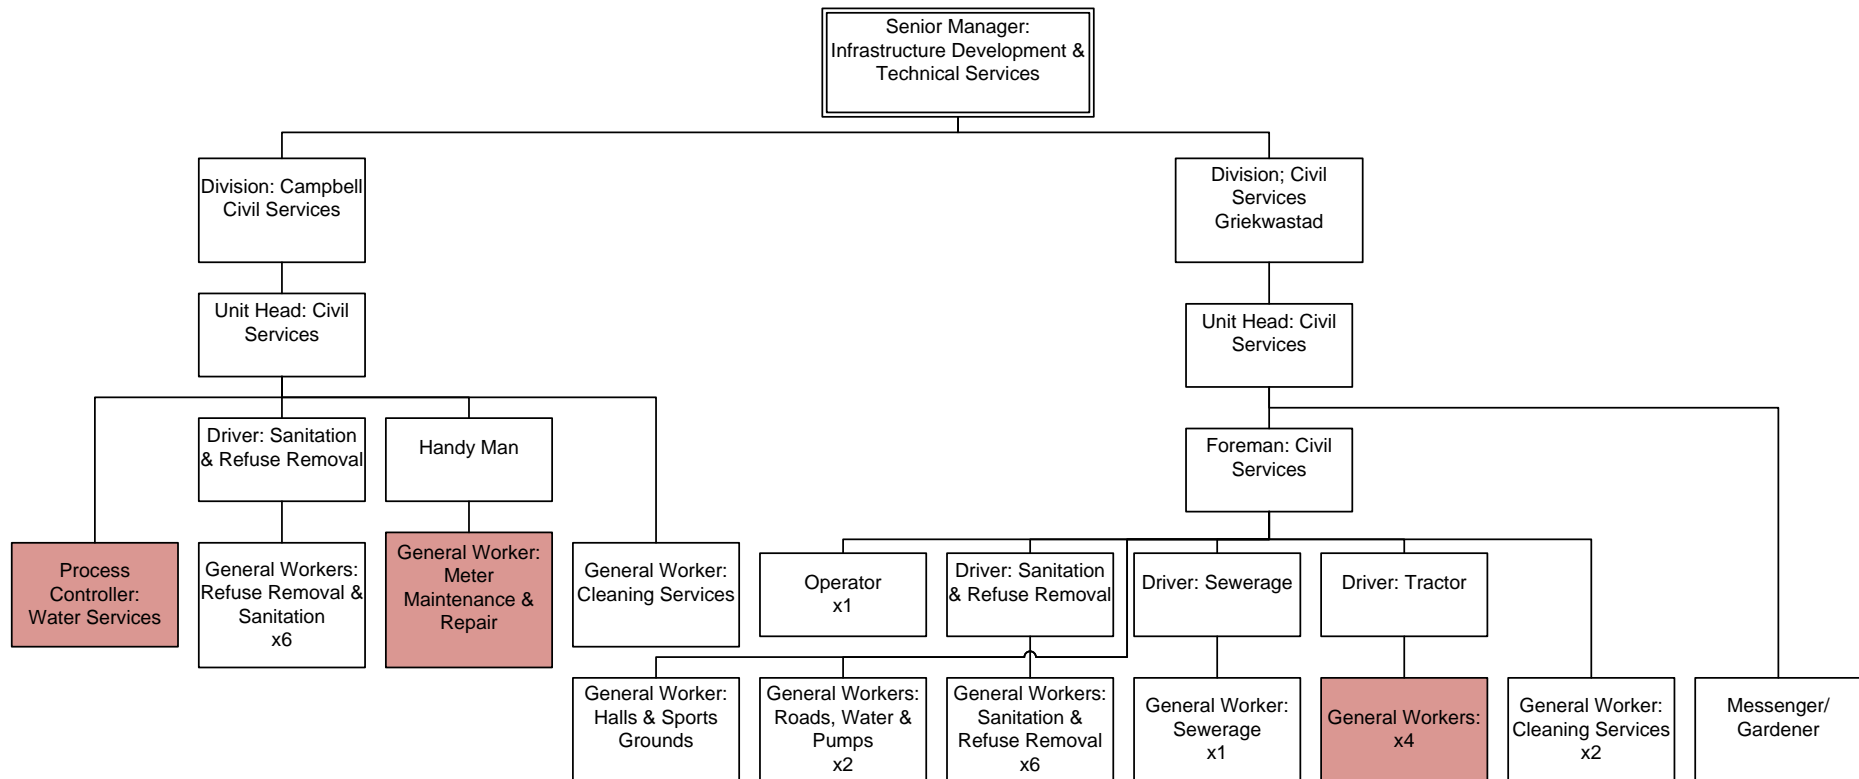 Senior Manager:
Infrastructure Development &
Technical Services
Division: Campbell
Civil Services
Division; Civil
Services
Griekwastad
Unit Head: Civil
Services
Unit Head: Civil
Services
Driver: Sanitation
& Refuse Removal
Handy Man
Foreman: Civil
Services
Process
Controller:
Water Services
General Workers:
Refuse Removal &
Sanitation
x6
General Worker:
Meter
Maintenance &
Repair
General Worker:
Cleaning Services
Operator
x1
Driver: Sanitation
& Refuse Removal
Driver: Sewerage
Driver: Tractor
General Worker:
Halls & Sports
Grounds
General Workers:
Roads, Water &
Pumps
x2
General Workers:
Sanitation &
Refuse Removal
x6
General Worker:
Sewerage
x1
General Workers:
x4
General Worker:
Cleaning Services
x2
Messenger/
Gardener